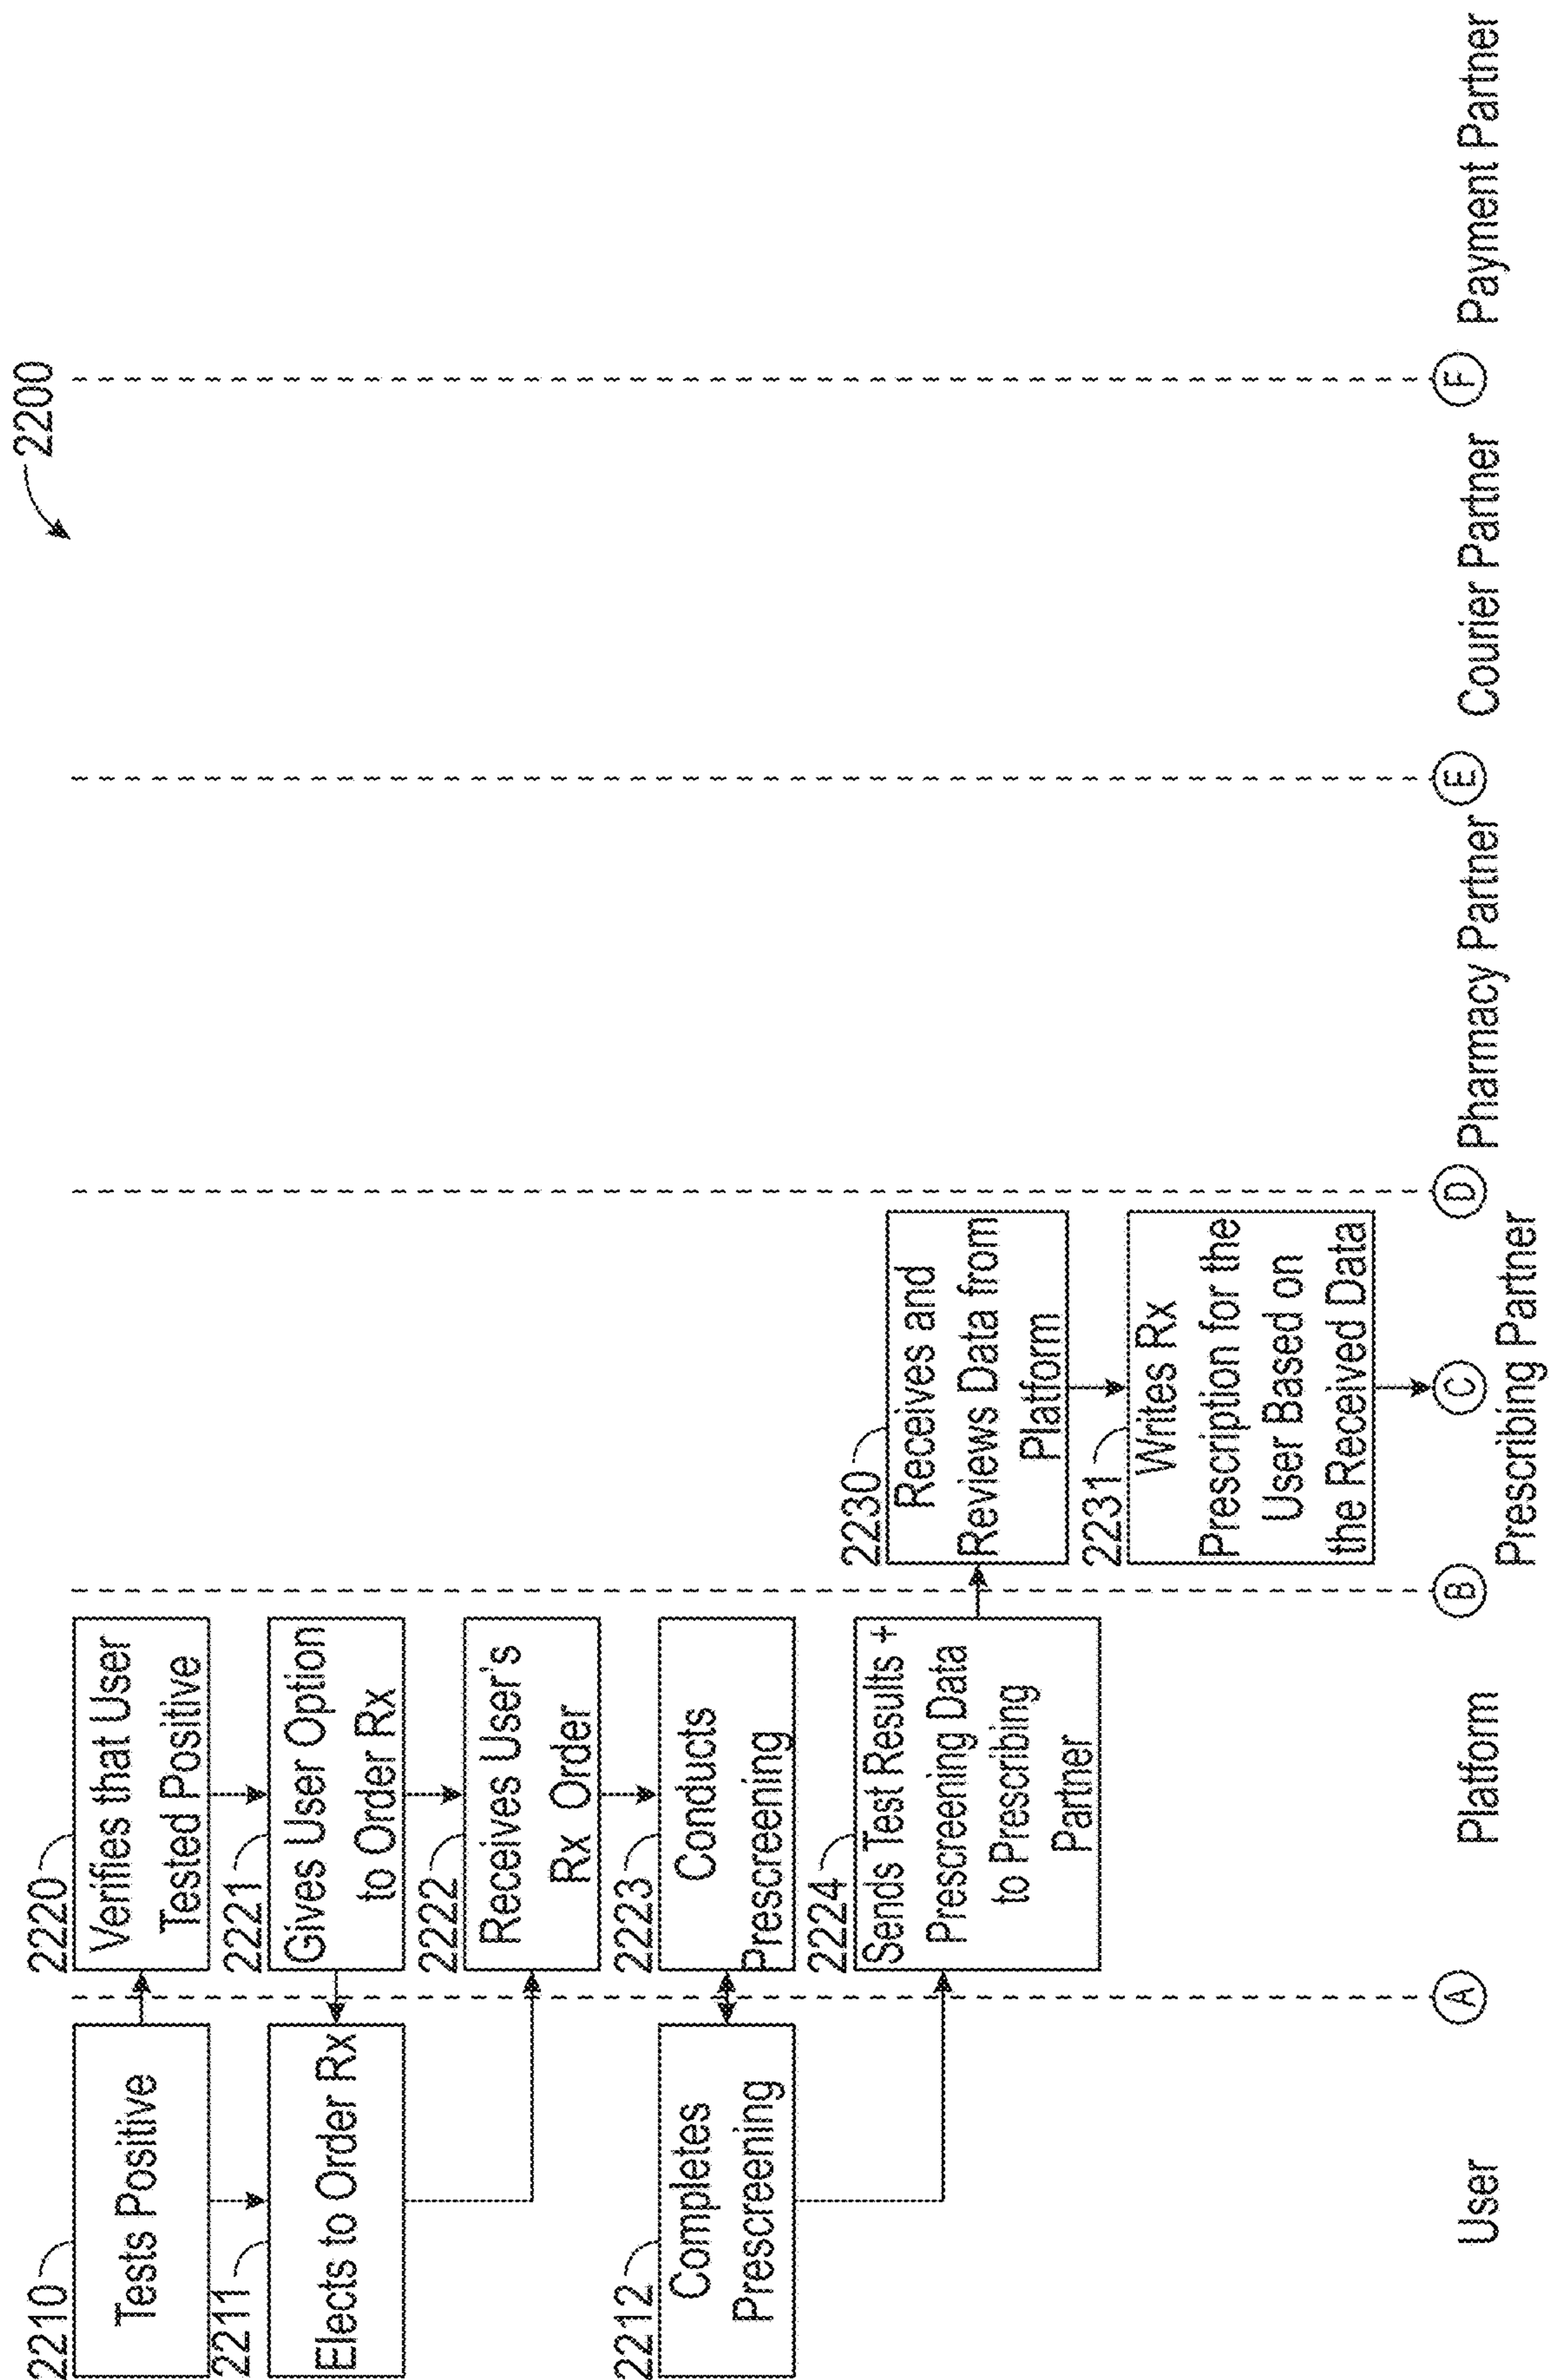 2200
2210
Tests Positive
2220
Verifies that User
Tested Positive
2211
Elects to Order Rx
2221
Gives User Option
to Order Rx
2222
Receives User's
Rx Order
2212
Completes
Prescreening
2223
Conducts
Prescreening
2224
Sends Test Results +
Prescreening Data
to Prescribing
Partner
2230
Receives and
Reviews Data from
Platform
2231
Writes Rx
Prescription for the
User Based on
the Received Data
A
B
C
D
E
F
User
Platform
Prescribing Partner
Pharmacy Partner
Courier Partner
Payment Partner